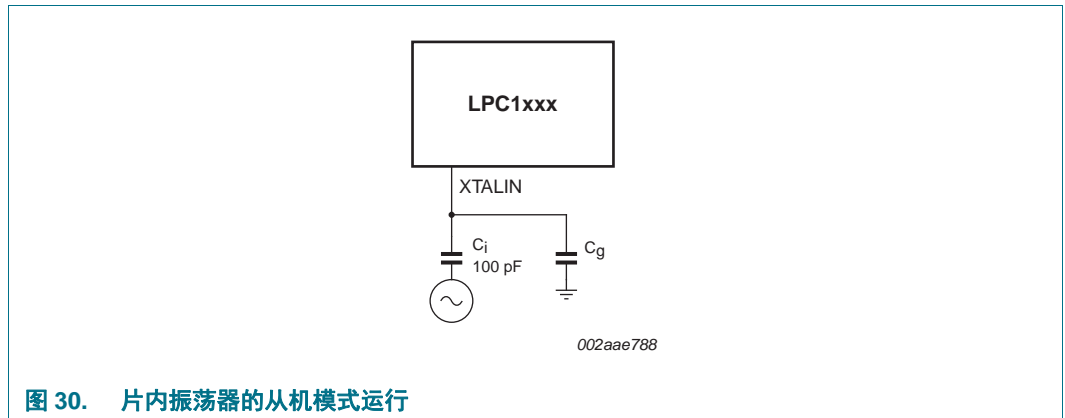 LPC1xxx
XTALIN
Ci
100 pF
Cg
002aae788
图 30. 片内振荡器的从机模式运行